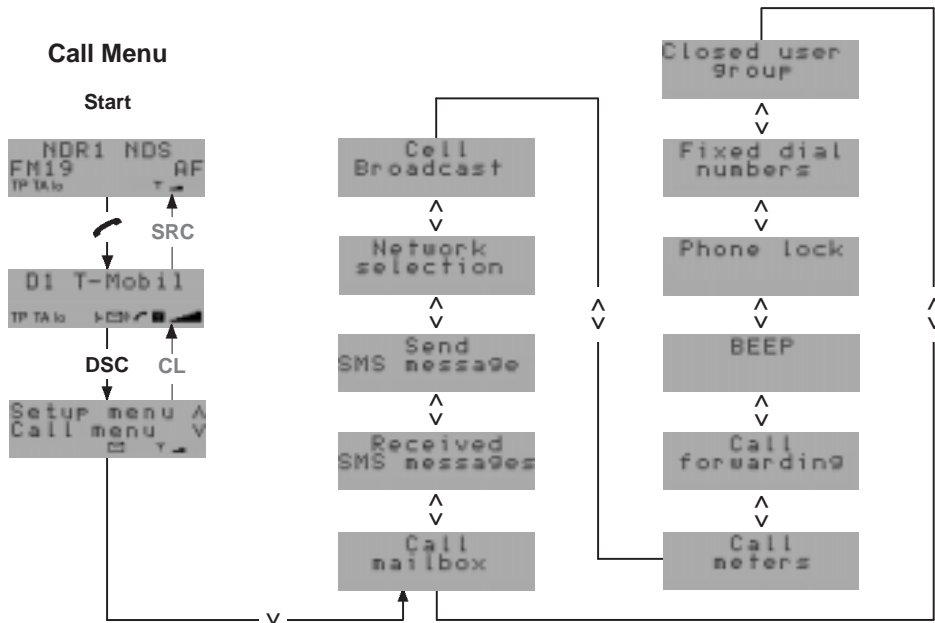 Call Menu
Start
NDR1 NDS
FM19 AF
TP TA lo
SRC
D1 T-Mobil
TP TA lo
DSC CL
Setup menu ∧
Call menu ∨
∨
Cell
Broadcast
∧
∨
Network
selection
∧
∨
Send
SMS message
∧
∨
Received
SMS messages
∧
∨
Call
mailbox
∧
∨
Closed user
group
∧
∨
Fixed dial
numbers
∧
∨
Phone lock
∧
∨
BEEP
∧
∨
Call
forwarding
∧
∨
Call
meters
∧
∨